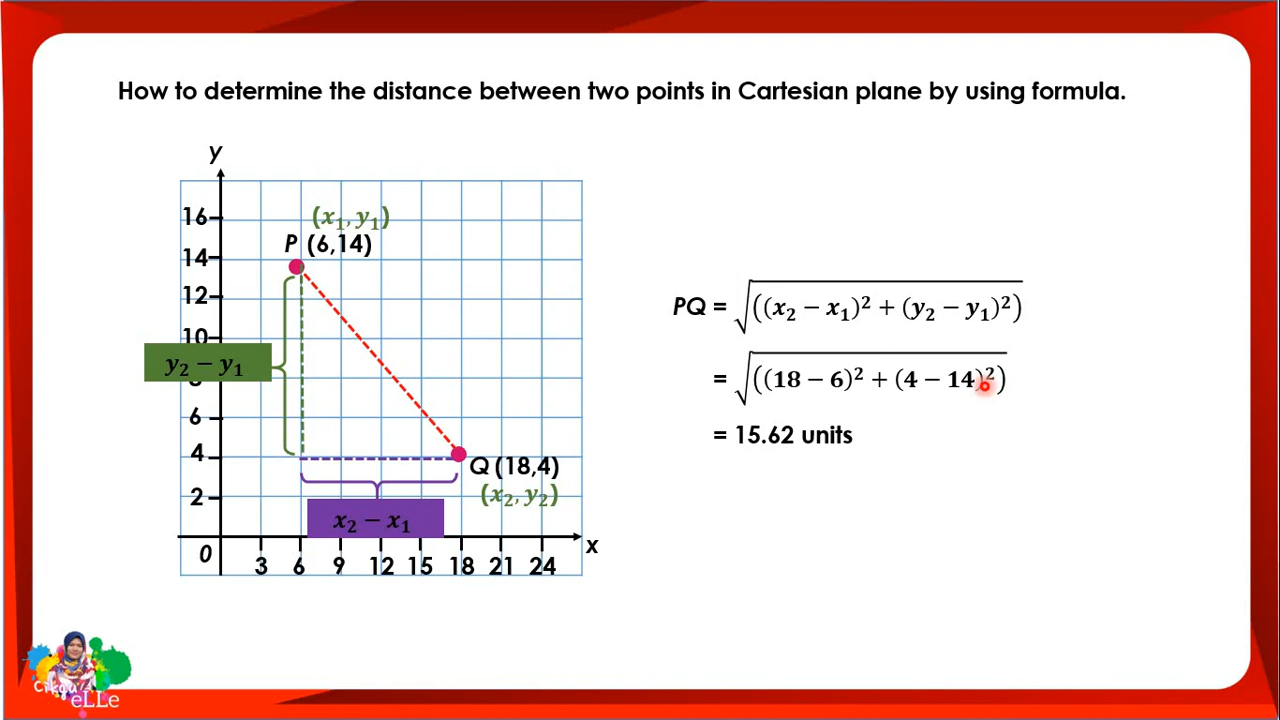 How to determine the distance between two points in Cartesian plane by using formula.
y
16
14
12
10
6
4
2
0
3 6 9 12 15 18 21 24
x
(x₁, y₁)
P (6,14)
y₂ − y₁
Q (18,4)
(x₂, y₂)
x₂ − x₁
PQ = √((x₂ − x₁)² + (y₂ − y₁)²)
= √((18 − 6)² + (4 − 14)²)
= 15.62 units
Cikgu
eLLe